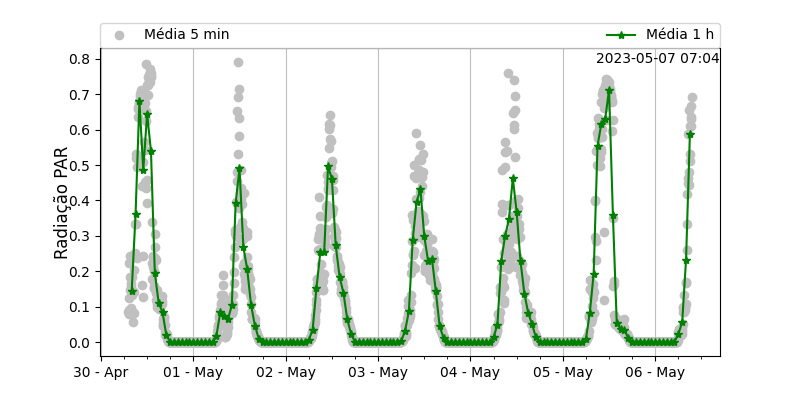 Média 5 min
Média 1 h
2023-05-07 07:04
Radiação PAR
0.8
0.7
0.6
0.5
0.4
0.3
0.2
0.1
0.0
30 - Apr
01 - May
02 - May
03 - May
04 - May
05 - May
06 - May